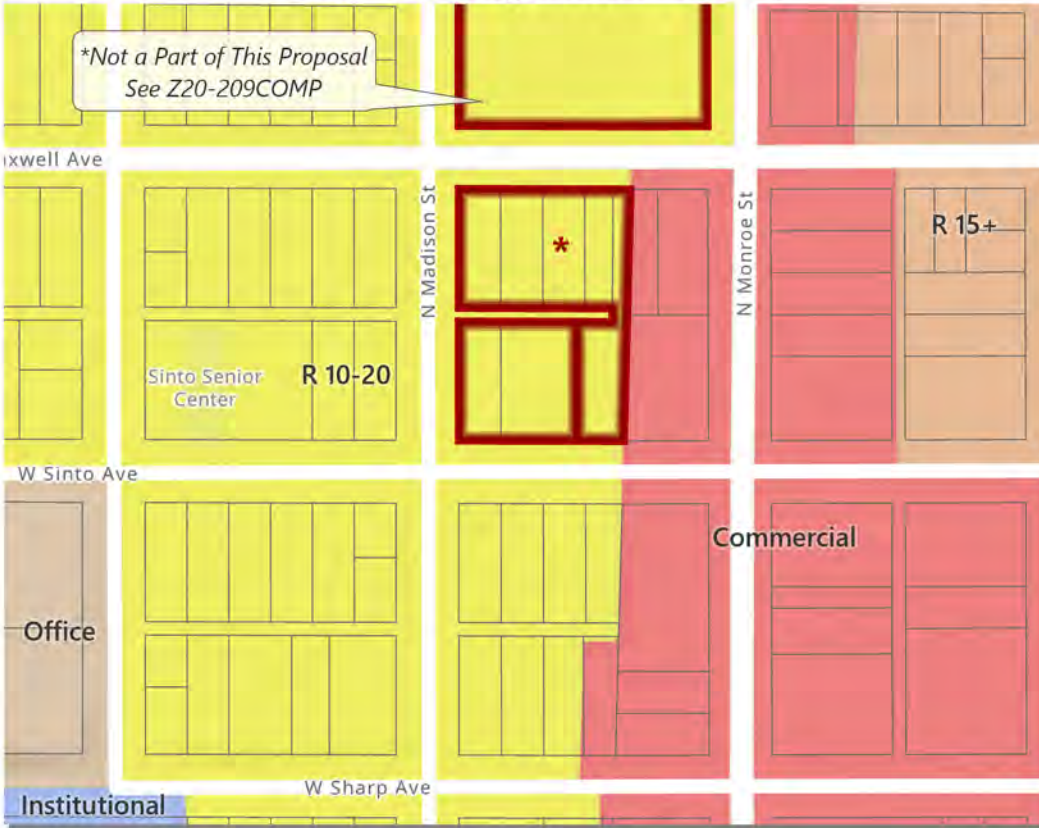 *Not a Part of This Proposal
See Z20-209COMP
xwell Ave
N Madison St
N Monroe St
R 15+
*
Sinto Senior
Center
R 10-20
W Sinto Ave
Commercial
Office
W Sharp Ave
Institutional